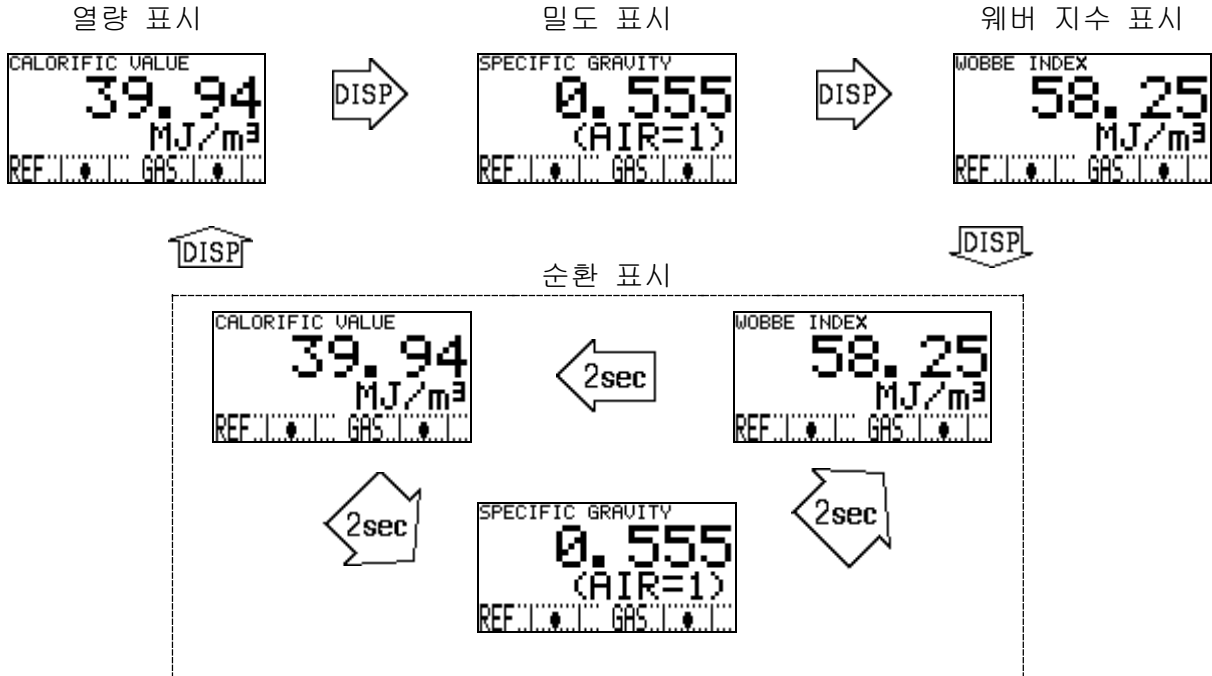 열량 표시
밀도 표시
웨버 지수 표시
CALORIFIC VALUE
39.94
MJ/m³
REF. GAS.
DISP
SPECIFIC GRAVITY
0.555
(AIR=1)
REF. GAS.
DISP
WOBBE INDEX
58.25
MJ/m³
REF. GAS.
DISP
DISP
순환 표시
CALORIFIC VALUE
39.94
MJ/m³
REF. GAS.
2sec
WOBBE INDEX
58.25
MJ/m³
REF. GAS.
2sec
SPECIFIC GRAVITY
0.555
(AIR=1)
REF. GAS.
2sec